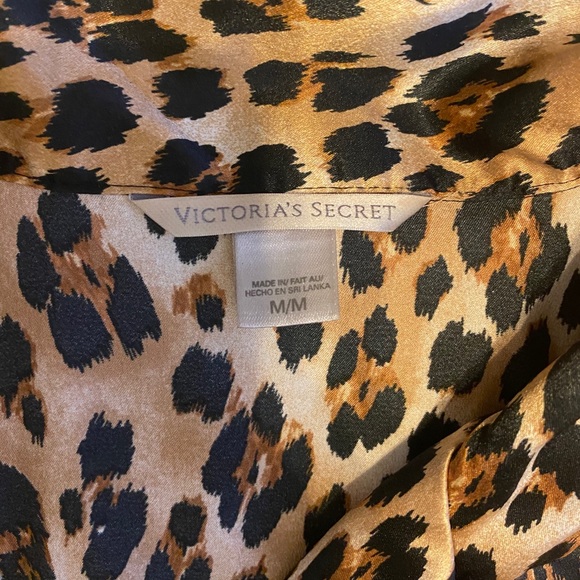 VICTORIA'S SECRET
MADE IN/ FAIT AU/
HECHO EN SRI LANKA
M/M